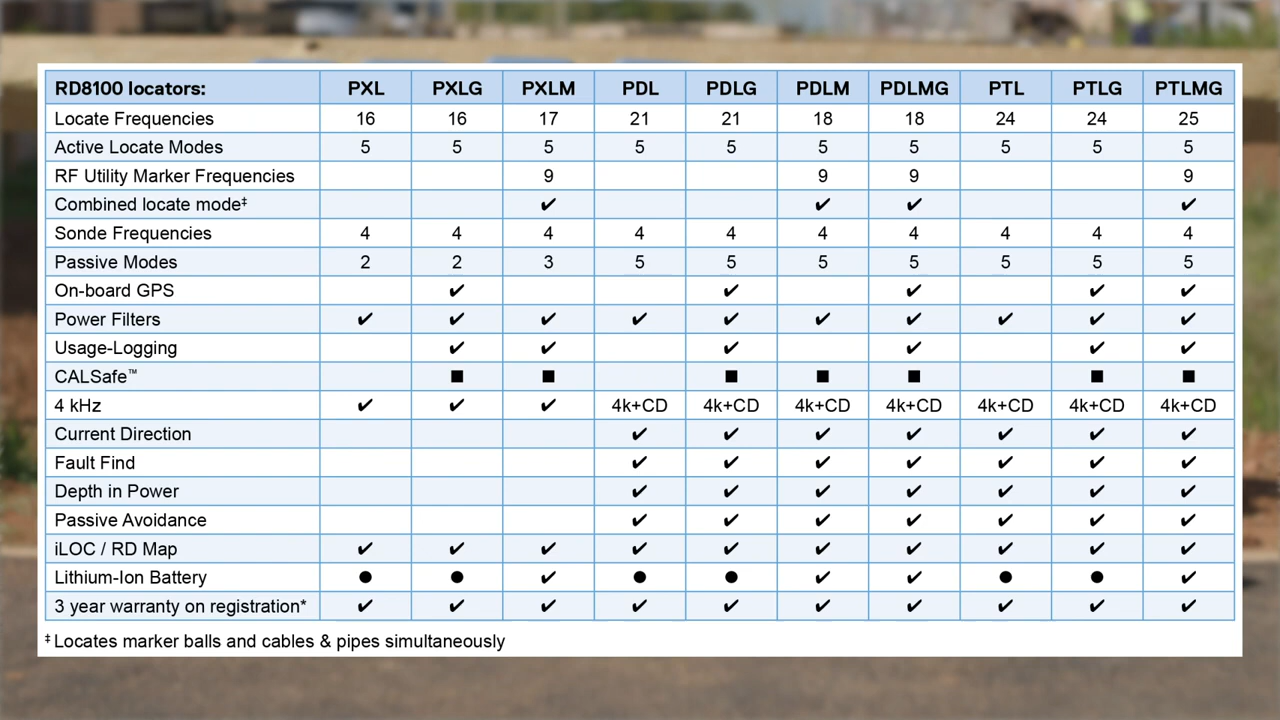 RD8100 locators: PXL PXLG PXLM PDL PDLG PDLM PDLMG PTL PTLG PTLMG
Locate Frequencies 16 16 17 21 21 18 18 24 24 25
Active Locate Modes 5 5 5 5 5 5 5 5 5 5
RF Utility Marker Frequencies 9 9 9 9
Combined locate mode‡ ✔ ✔ ✔ ✔
Sonde Frequencies 4 4 4 4 4 4 4 4 4 4
Passive Modes 2 2 3 5 5 5 5 5 5 5
On-board GPS ✔ ✔ ✔ ✔ ✔
Power Filters ✔ ✔ ✔ ✔ ✔ ✔ ✔ ✔ ✔ ✔
Usage-Logging ✔ ✔ ✔ ✔ ✔ ✔
CALSafe™ ■ ■ ■ ■ ■ ■ ■
4 kHz ✔ ✔ ✔ 4k+CD 4k+CD 4k+CD 4k+CD 4k+CD 4k+CD 4k+CD
Current Direction ✔ ✔ ✔ ✔ ✔ ✔ ✔
Fault Find ✔ ✔ ✔ ✔ ✔ ✔ ✔
Depth in Power ✔ ✔ ✔ ✔ ✔ ✔ ✔
Passive Avoidance ✔ ✔ ✔ ✔ ✔ ✔ ✔
iLOC / RD Map ✔ ✔ ✔ ✔ ✔ ✔ ✔ ✔ ✔ ✔
Lithium-Ion Battery ● ● ✔ ● ● ✔ ✔ ● ● ✔
3 year warranty on registration* ✔ ✔ ✔ ✔ ✔ ✔ ✔ ✔ ✔ ✔
‡ Locates marker balls and cables & pipes simultaneously